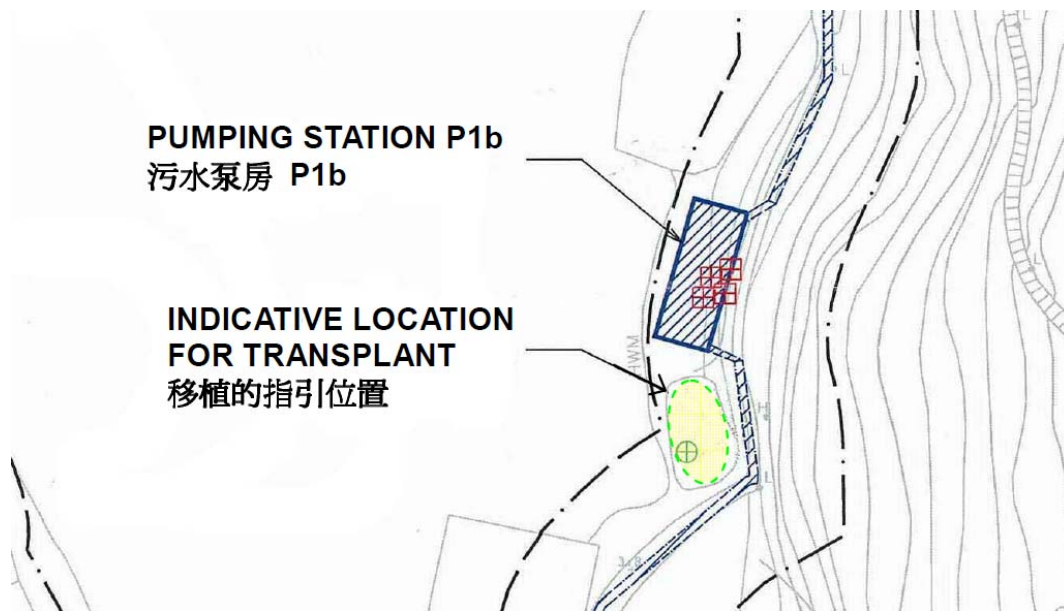 PUMPING STATION P1b
污水泵房 P1b
INDICATIVE LOCATION
FOR TRANSPLANT
移植的指引位置
HWM